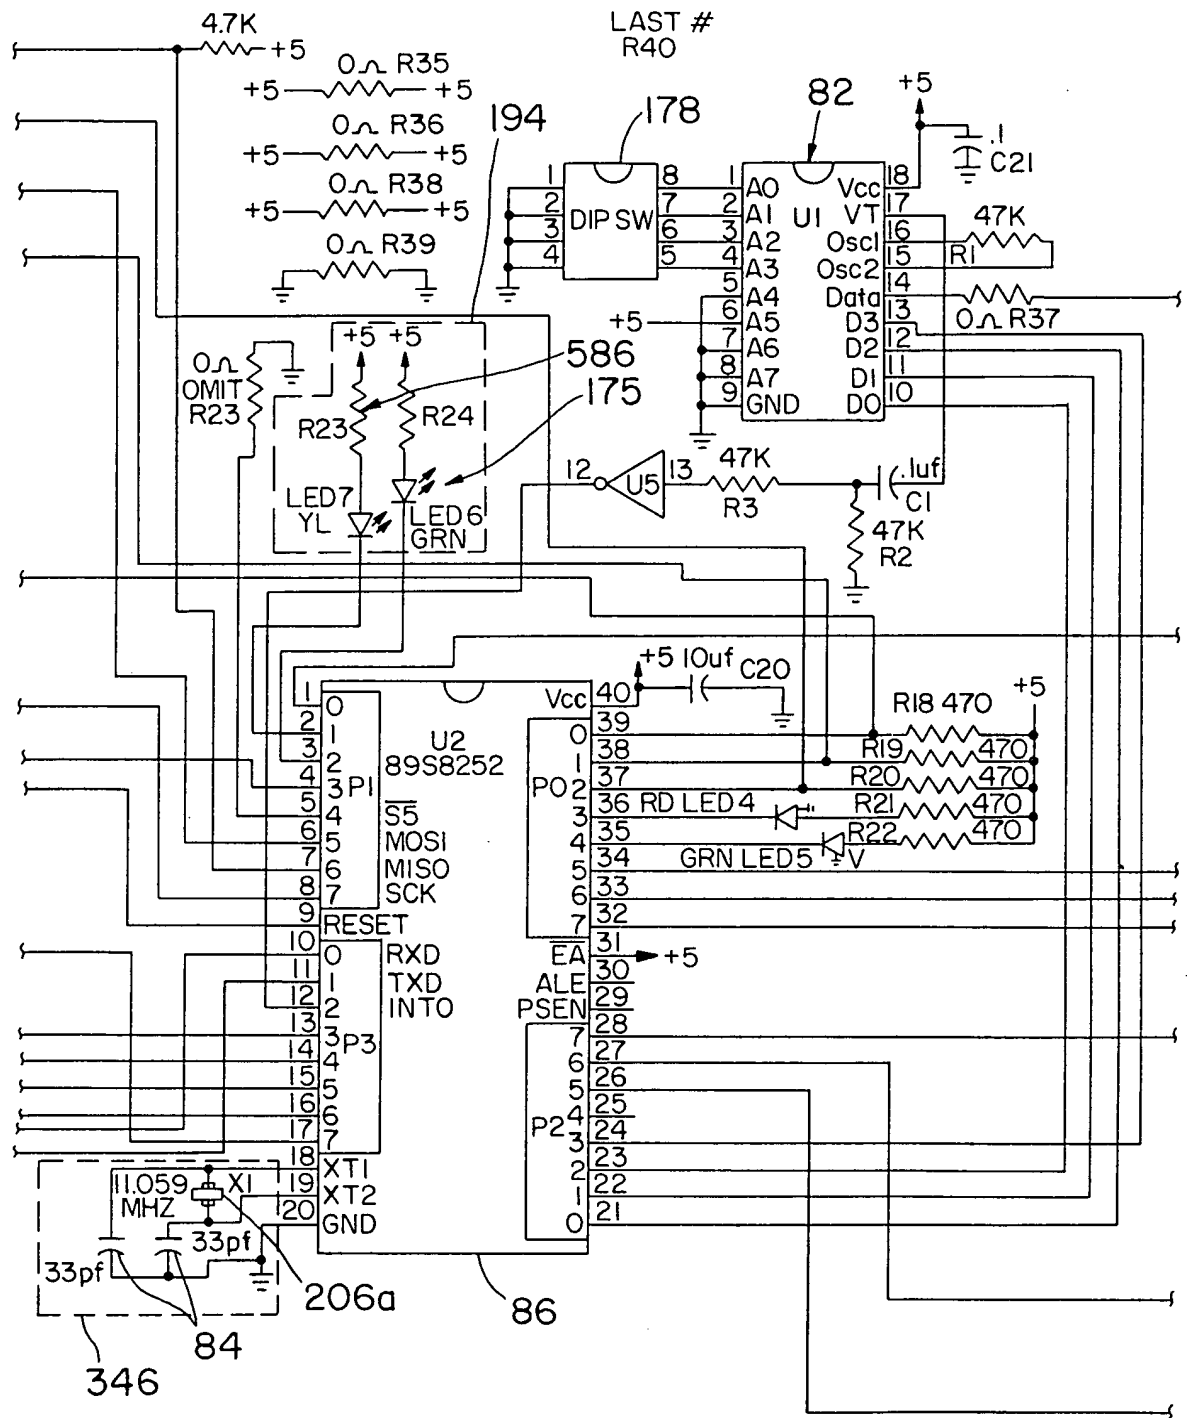 LAST #
R40
4.7K
+5
0Ω R35
+5 +5
0Ω R36
+5 +5
0Ω R38
+5 +5
0Ω R39
194
178
82
+5
.1
C21
1 8
2 7
3 6
4 5
DIP SW
1 A0 Vcc 18
2 A1 U1 VT 17
3 A2 Osc1 16
4 A3 Osc2 15
5 A4 Data 14
6 A5 D3 13
7 A6 D2 12
8 A7 D1 11
9 GND D0 10
+5
47K
R1
0Ω R37
+5 +5
0Ω
OMIT
R23
586
175
R23
R24
LED7
YL
LED6
GRN
12 U5 13
47K
R3
.1uf
C1
47K
R2
+5 10uf C20
U2
89S8252
1 0
2 1
3 2
4 3
5 4 S5
6 5 MOSI
7 6 MISO
8 7 SCK
P1
9 RESET
10 0 RXD
11 1 TXD
12 2 INTO
13 3
14 4
15 5
16 6
17 7
P3
18 XT1
19 XT2
20 GND
Vcc 40
0 39
1 38
2 37
3 36
4 35
5 34
6 33
7 32
P0
EA 31 +5
ALE 30
PSEN 29
7 28
6 27
5 26
4 25
3 24
2 23
1 22
0 21
P2
+5
R18 470
R19 470
R20 470
RD LED4 R21 470
GRN LED5 R22 470
V
11.059
MHZ
X1
33pf
33pf
206a
86
84
346